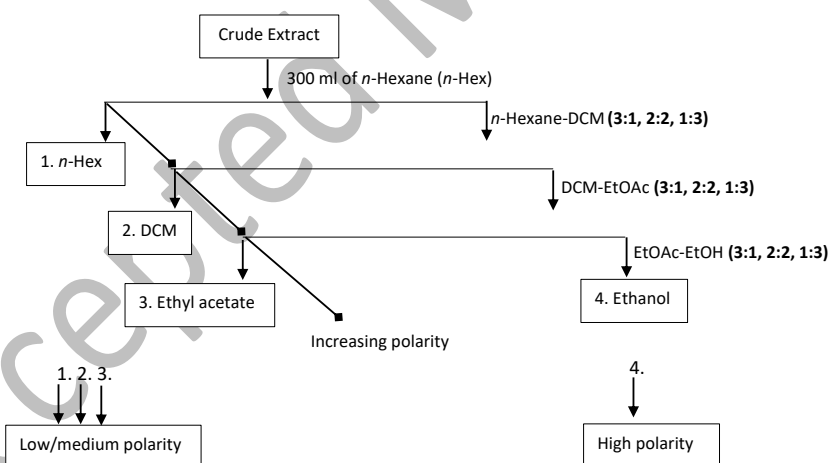 Crude Extract
300 ml of n-Hexane (n-Hex)
n-Hexane-DCM (3:1, 2:2, 1:3)
1. n-Hex
DCM-EtOAc (3:1, 2:2, 1:3)
2. DCM
EtOAc-EtOH (3:1, 2:2, 1:3)
3. Ethyl acetate
4. Ethanol
Increasing polarity
1. 2. 3.
4.
Low/medium polarity
High polarity
cepted M